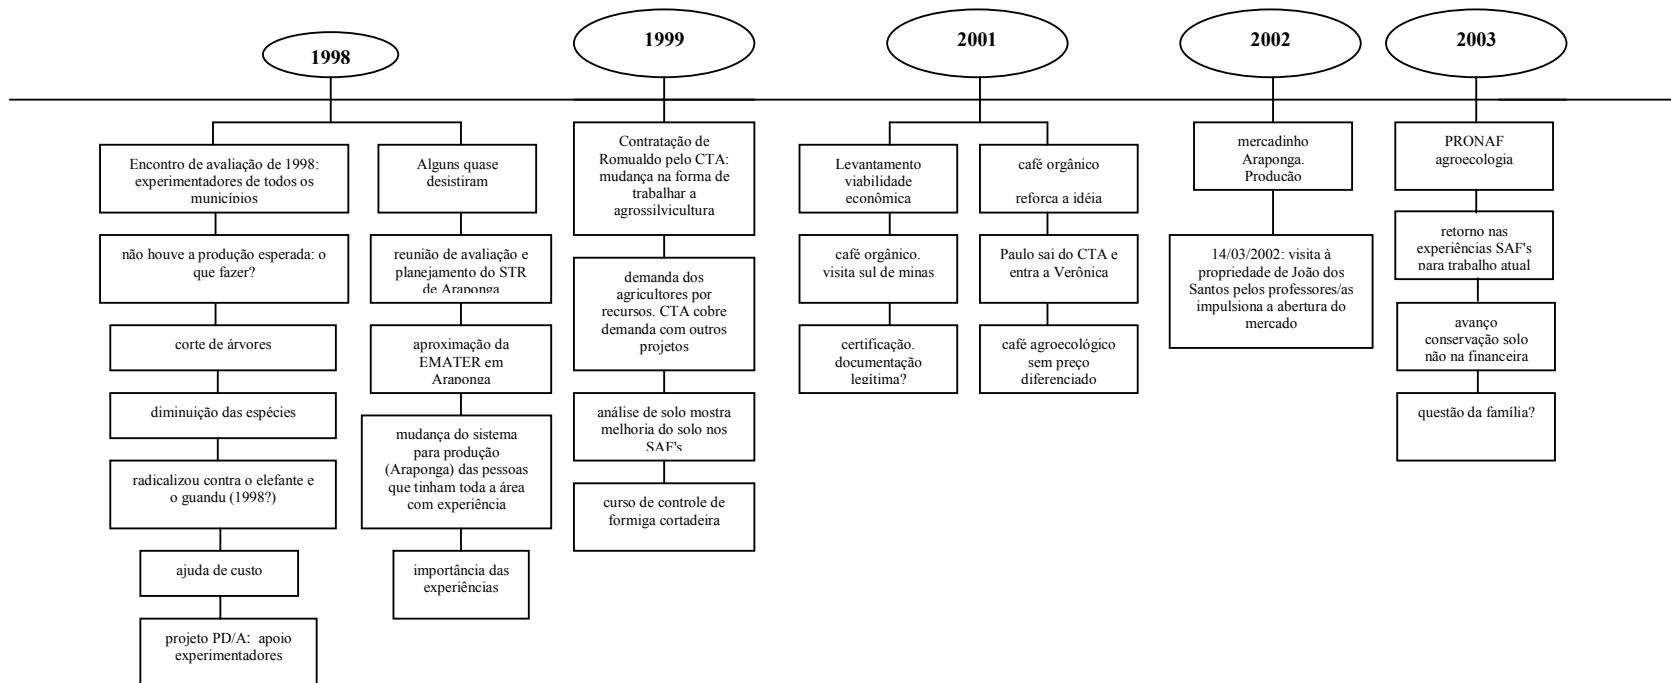 1998
1999
2001
2002
2003
Encontro de avaliação de 1998:
experimentadores de todos os
municípios
não houve a produção esperada: o
que fazer?
corte de árvores
diminuição das espécies
radicalizou contra o elefante e
o guandu (1998?)
ajuda de custo
projeto PD/A: apoio
experimentadores
Alguns quase
desistiram
reunião de avaliação e
planejamento do STR
de Araponga
aproximação da
EMATER em
Araponga
mudança do sistema
para produção
(Araponga) das pessoas
que tinham toda a área
com experiência
importância das
experiências
Contratação de
Romualdo pelo CTA:
mudança na forma de
trabalhar a
agrossilvicultura
demanda dos
agricultores por
recursos. CTA cobre
demanda com outros
projetos
análise de solo mostra
melhoria do solo nos
SAF's
curso de controle de
formiga cortadeira
Levantamento
viabilidade
econômica
café orgânico.
visita sul de minas
certificação.
documentação
legítima?
café orgânico
reforca a idéia
Paulo sai do CTA e
entra a Verônica
café agroecológico
sem preço
diferenciado
mercadinho
Araponga.
Producão
14/03/2002: visita à
propriedade de João dos
Santos pelos professores/as
impulsiona a abertura do
mercado
PRONAF
agroecologia
retorno nas
experiências SAF's
para trabalho atual
avanço
conservação solo
não na financeira
questão da família?